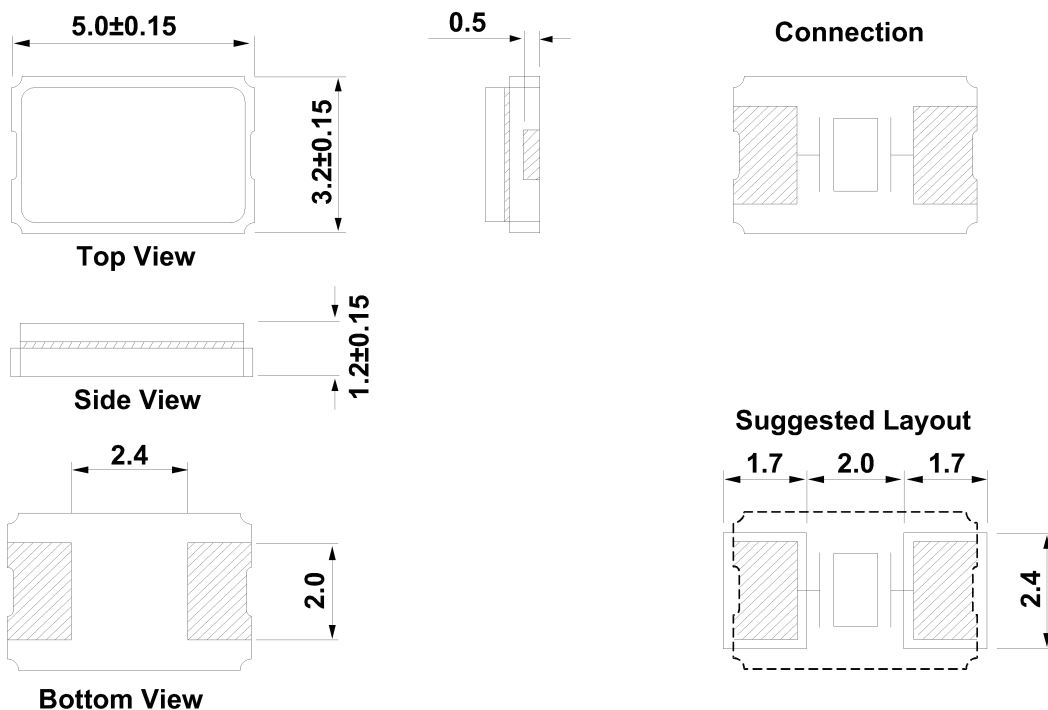 5.0±0.15
3.2±0.15
Top View
0.5
Connection
1.2±0.15
Side View
2.4
2.0
Bottom View
Suggested Layout
1.7
2.0
1.7
2.4